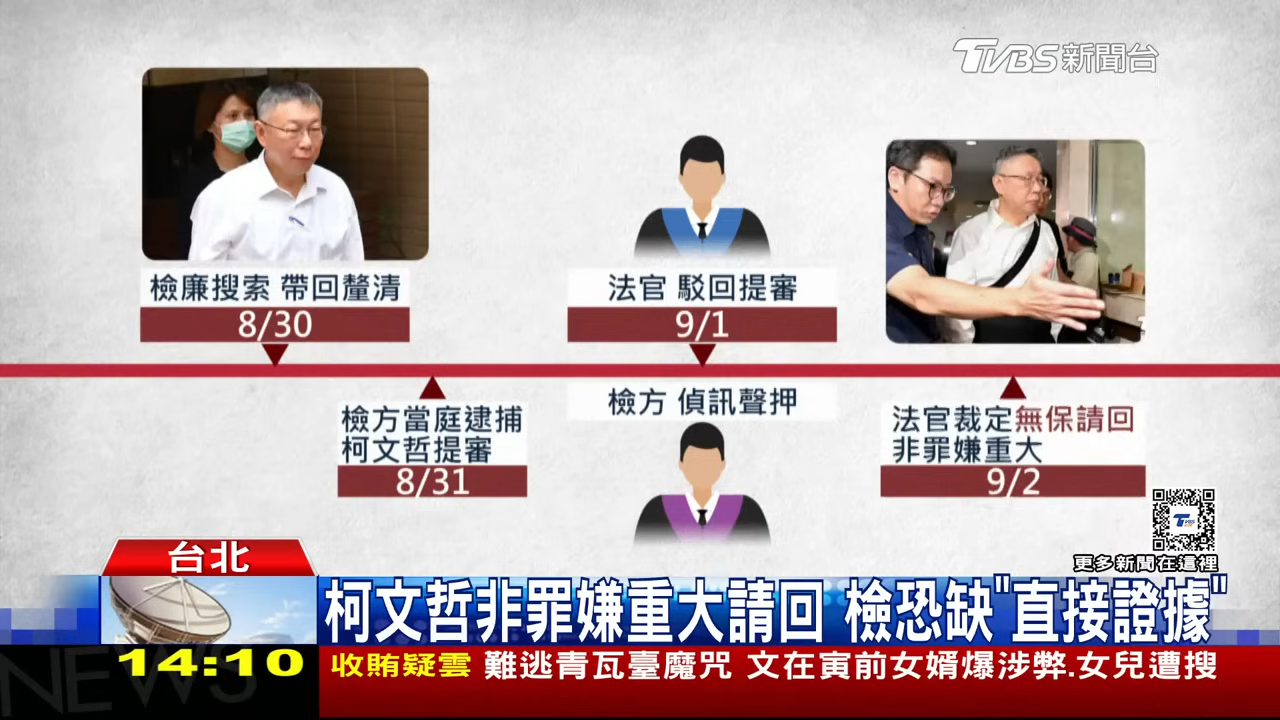 TVBS新聞台
檢廉搜索 帶回釐清
8/30
法官 駁回提審
9/1
檢方當庭逮捕
柯文哲提審
8/31
檢方 偵訊聲押
法官裁定無保請回
非罪嫌重大
9/2
TVBS
更多新聞在這裡
台北
柯文哲非罪嫌重大請回 檢恐缺"直接證據"
NEWS
14:10
收賄疑雲 難逃青瓦臺魔咒 文在寅前女婿爆涉弊.女兒遭搜